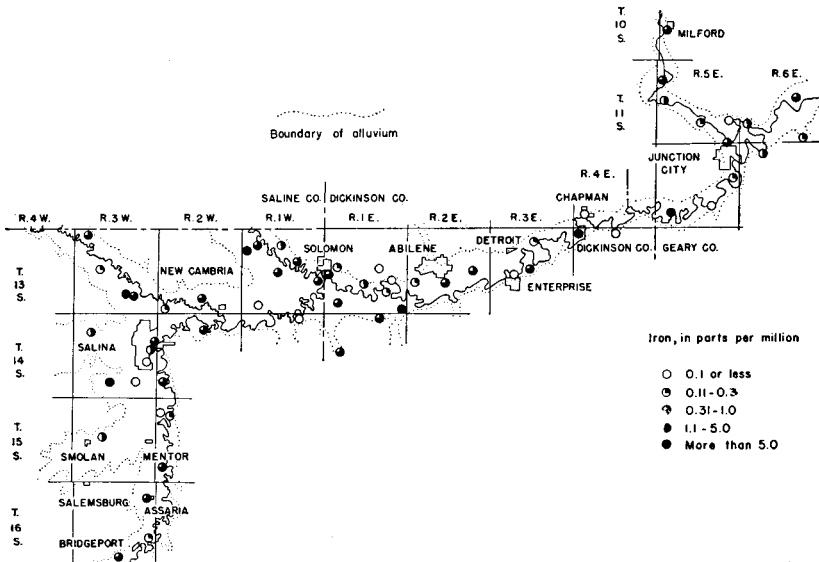 T.
10
S.
MILFORD
R.5 E.
R.6 E.
T.
11
S.
Boundary of alluvium
JUNCTION
CITY
R.4 E.
SALINE CO. DICKINSON CO.
CHAPMAN
R.4 W.
R.3 W.
R.2 W.
R.1 W.
R.1 E.
R.2 E.
R.3 E.
SOLOMON
ABILENE
DETROIT
DICKINSON CO. GEARY CO.
NEW CAMBRIA
T.
13
S.
ENTERPRISE
SALINA
T.
14
S.
Iron, in parts per million
0.1 or less
0.11-0.3
0.31-1.0
1.1-5.0
More than 5.0
T.
15
S.
SMOLAN
MENTOR
SALEMSBURG
ASSARIA
T.
16
S.
BRIDGEPORT